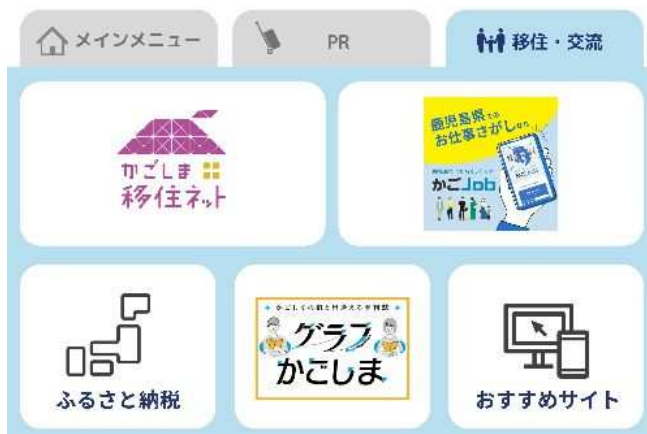 メインメニュー
PR
移住・交流
かごしま
移住ネット
鹿児島県での
お仕事さがしなら
かごJob
ふるさと納税
グラフ
かごしま
おすすめサイト